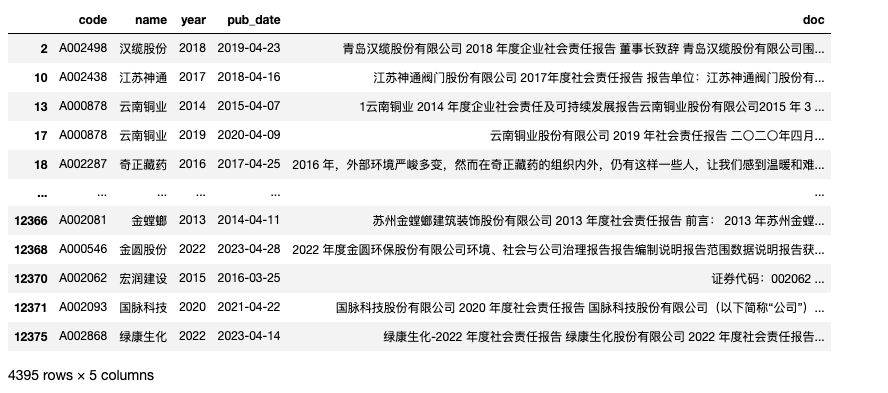 code name year pub_date doc
2 A002498 汉缆股份 2018 2019-04-23 青岛汉缆股份有限公司 2018 年度企业社会责任报告 董事长致辞 青岛汉缆股份有限公司围...
10 A002438 江苏神通 2017 2018-04-16 江苏神通阀门股份有限公司 2017年度社会责任报告 报告单位：江苏神通阀门股份有...
13 A000878 云南铜业 2014 2015-04-07 1云南铜业 2014 年度企业社会责任及可持续发展报告云南铜业股份有限公司2015 年 3 ...
17 A000878 云南铜业 2019 2020-04-09 云南铜业股份有限公司 2019 年社会责任报告 二〇二〇年四月...
18 A002287 奇正藏药 2016 2017-04-25 2016 年，外部环境严峻多变，然而在奇正藏药的组织内外，仍有这样一些人，让我们感到温暖和难...
... ... ... ... ... ...
12366 A002081 金螳螂 2013 2014-04-11 苏州金螳螂建筑装饰股份有限公司 2013 年度社会责任报告 前言： 2013 年苏州金螳...
12368 A000546 金圆股份 2022 2023-04-28 2022 年度金圆环保股份有限公司环境、社会与公司治理报告报告编制说明报告范围数据说明报告获...
12370 A002062 宏润建设 2015 2016-03-25 证券代码：002062 ...
12371 A002093 国脉科技 2020 2021-04-22 国脉科技股份有限公司 2020 年度社会责任报告 国脉科技股份有限公司（以下简称“公司”）...
12375 A002868 绿康生化 2022 2023-04-14 绿康生化-2022 年度社会责任报告 绿康生化股份有限公司 2022 年度社会责任报告...
4395 rows × 5 columns